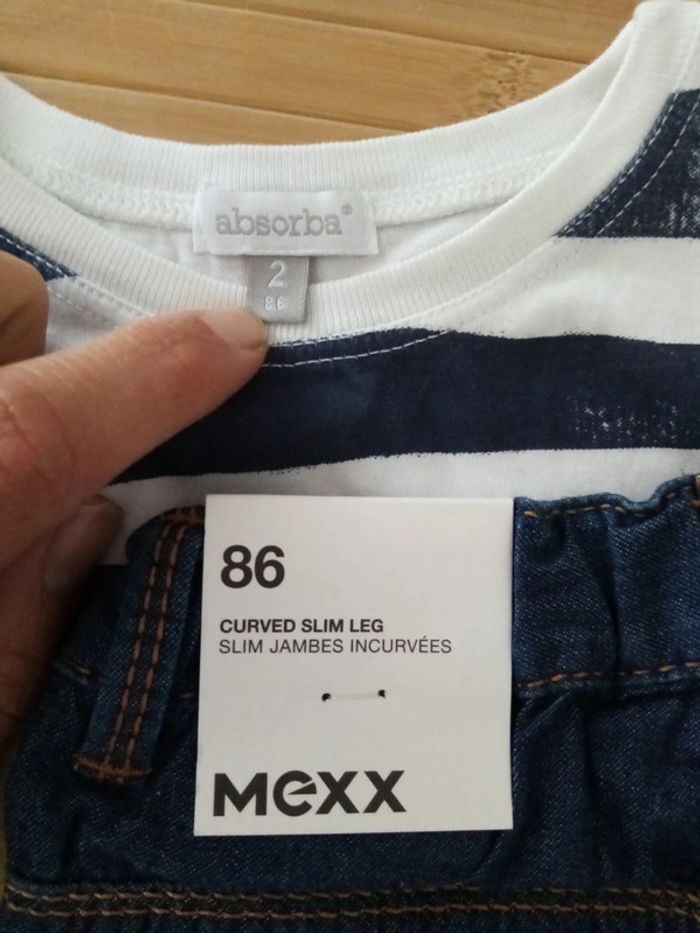 absorba®
2
86
86
CURVED SLIM LEG
SLIM JAMBES INCURVÉES
Mexx